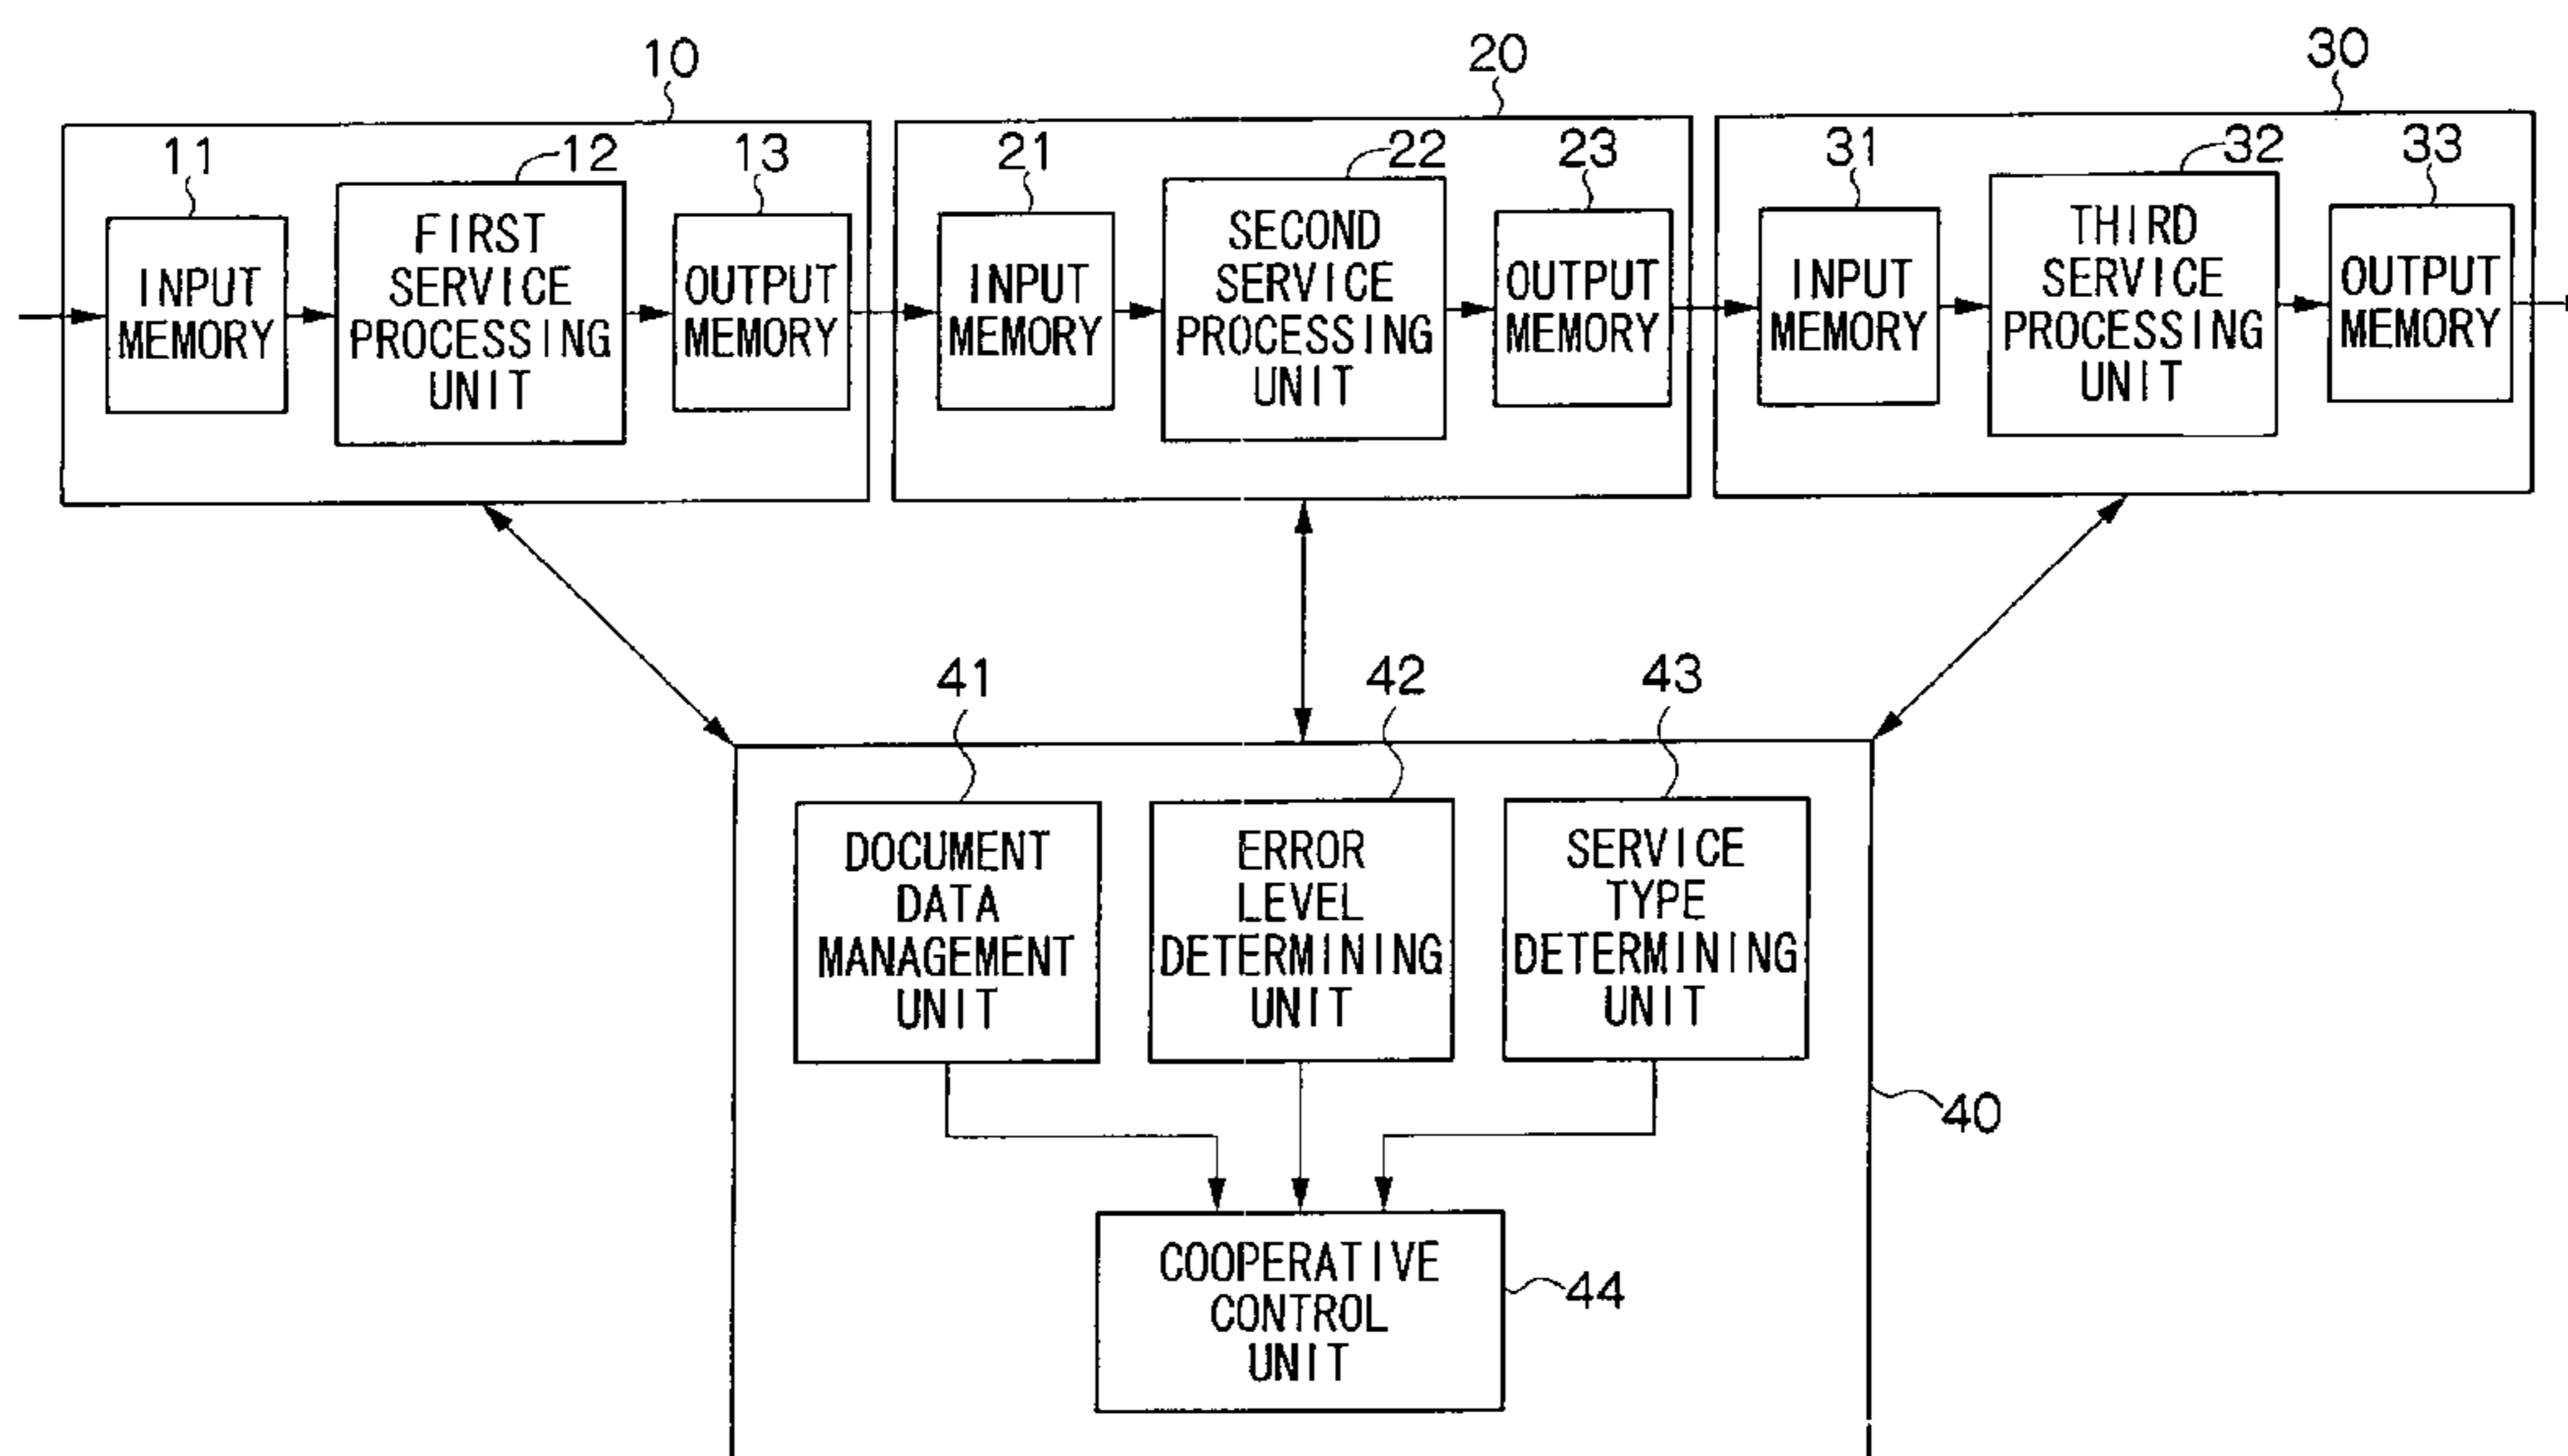 10
20
30
11
12
13
21
22
23
31
32
33
INPUT
MEMORY
FIRST
SERVICE
PROCESSING
UNIT
OUTPUT
MEMORY
INPUT
MEMORY
SECOND
SERVICE
PROCESSING
UNIT
OUTPUT
MEMORY
INPUT
MEMORY
THIRD
SERVICE
PROCESSING
UNIT
OUTPUT
MEMORY
41
42
43
DOCUMENT
DATA
MANAGEMENT
UNIT
ERROR
LEVEL
DETERMINING
UNIT
SERVICE
TYPE
DETERMINING
UNIT
40
COOPERATIVE
CONTROL
UNIT
44